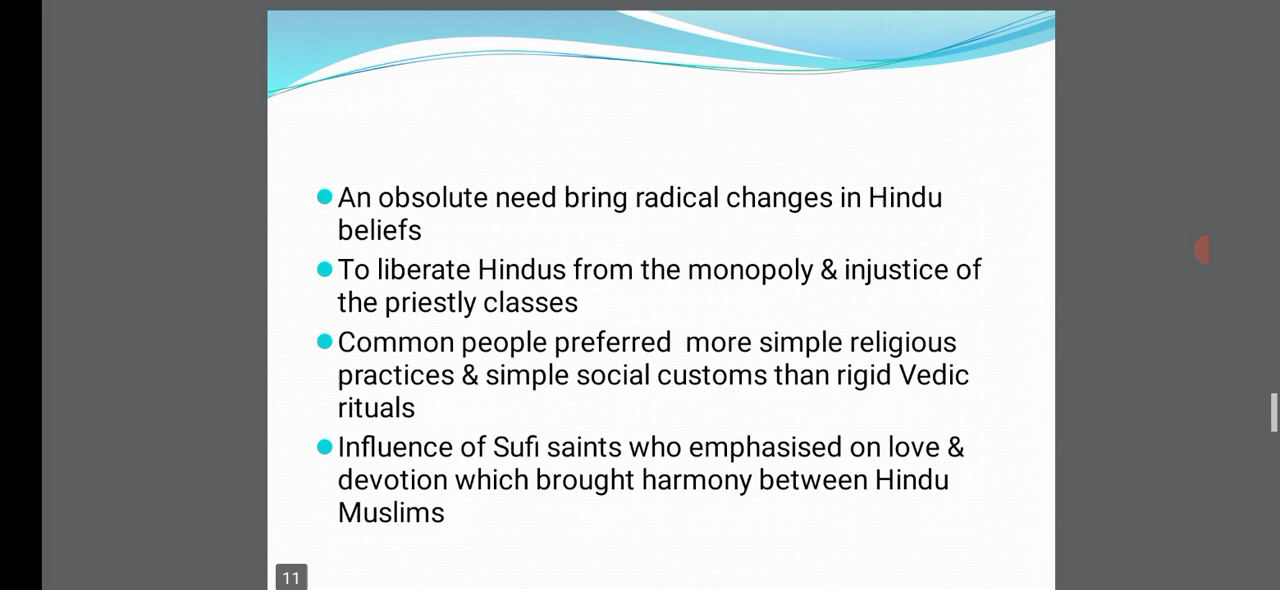 An obsolute need bring radical changes in Hindu
beliefs
To liberate Hindus from the monopoly & injustice of
the priestly classes
Common people preferred  more simple religious
practices & simple social customs than rigid Vedic
rituals
Influence of Sufi saints who emphasised on love &
devotion which brought harmony between Hindu
Muslims
11